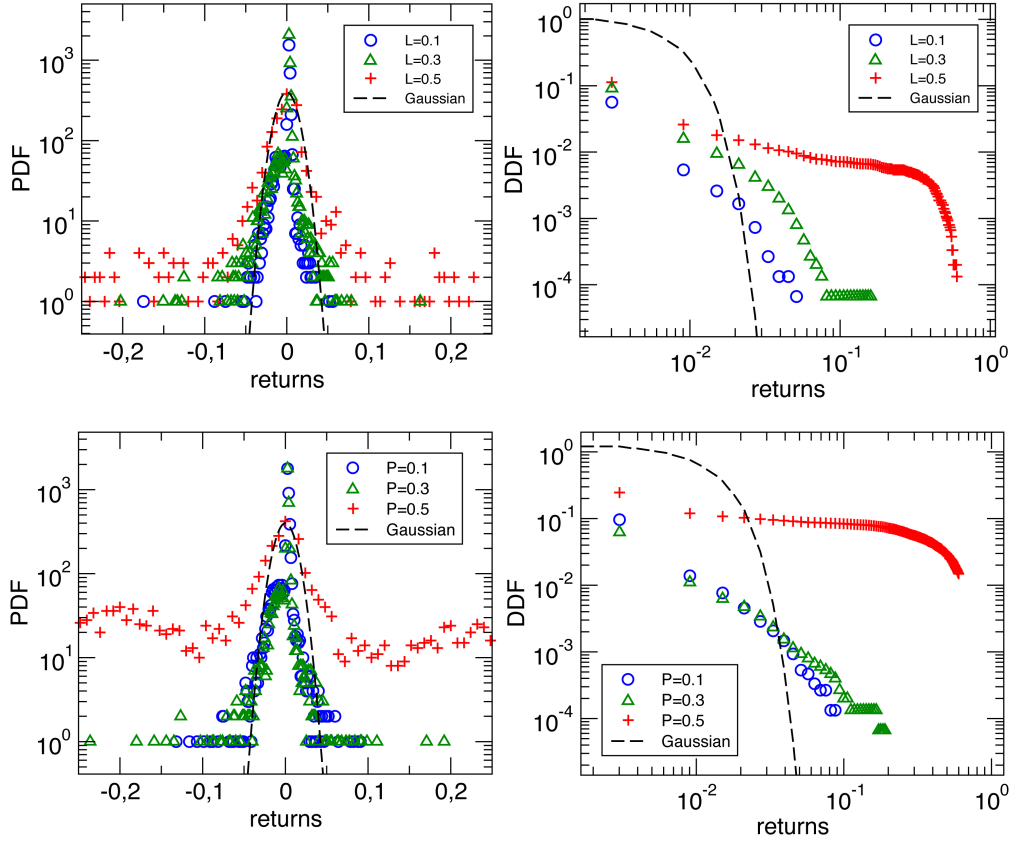 L=0.1
L=0.3
L=0.5
Gaussian
10^3
10^2
10^1
10^0
PDF
-0,2 -0,1 0 0,1 0,2
returns
L=0.1
L=0.3
L=0.5
Gaussian
10^0
10^-1
10^-2
10^-3
10^-4
DDF
10^-2 10^-1 10^0
returns
P=0.1
P=0.3
P=0.5
Gaussian
10^3
10^2
10^1
10^0
PDF
-0,2 -0,1 0 0,1 0,2
returns
10^0
10^-1
10^-2
10^-3
10^-4
DDF
P=0.1
P=0.3
P=0.5
Gaussian
10^-2 10^-1 10^0
returns